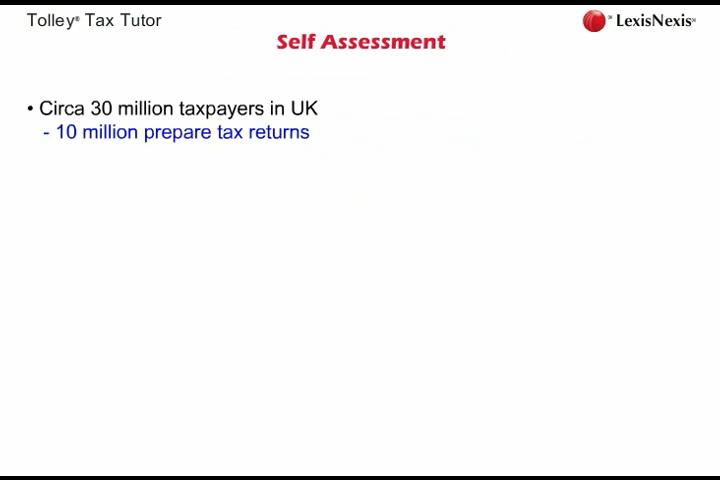 Tolley® Tax Tutor
LexisNexis®
Self Assessment
• Circa 30 million taxpayers in UK
- 10 million prepare tax returns